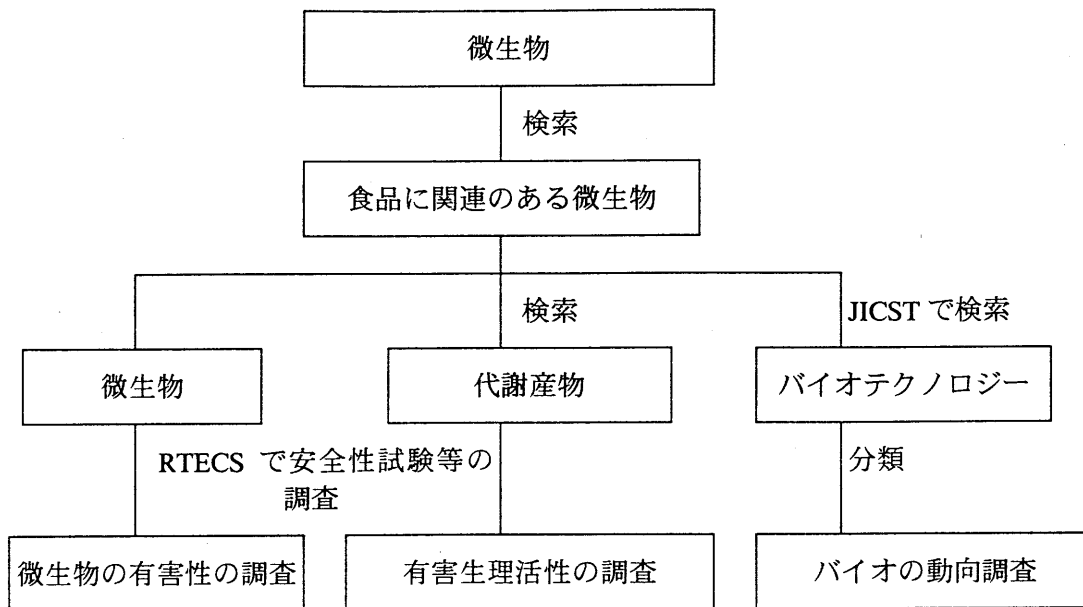 微生物
検索
食品に関連のある微生物
検索
JICST で検索
微生物
代謝産物
バイオテクノロジー
RTECS で安全性試験等の
調査
分類
微生物の有害性の調査
有害生理活性の調査
バイオの動向調査